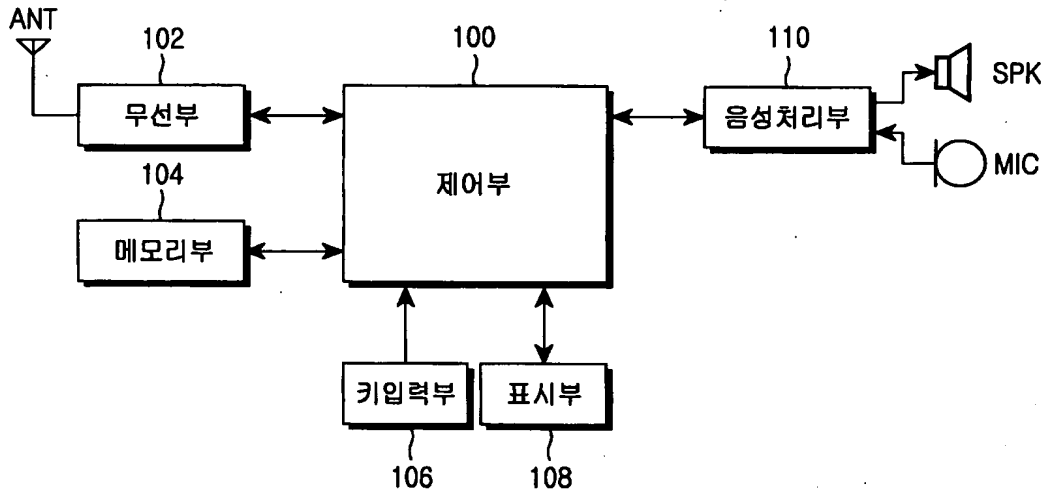 ANT
102
무선부
100
제어부
110
음성처리부
SPK
MIC
104
메모리부
키입력부
106
표시부
108